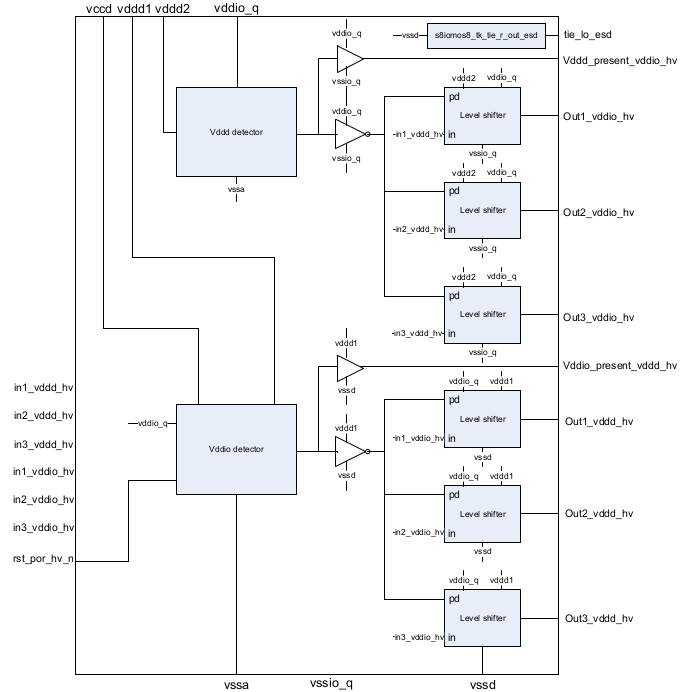 vccd vddd1 vddd2 vddio_q
vddio_q
vssd s8iomos8_tk_tie_r_out_esd tie_lo_esd
Vddd_present_vddio_hv
vssio_q
vddd2 vddio_q
pd
vddio_q
Level shifter Out1_vddio_hv
Vddd detector
in1_vddd_hv in
vssio_q
vssio_q
vddd2 vddio_q
vssa
pd
Level shifter Out2_vddio_hv
in2_vddd_hv in
vssio_q
vddd2 vddio_q
pd
Level shifter Out3_vddio_hv
in3_vddd_hv in
vddd1
vssio_q
Vddio_present_vddd_hv
vddio_q vddd1
in1_vddd_hv
vssd
pd
in2_vddd_hv
vddio_q
Level shifter Out1_vddd_hv
vddd1
in3_vddd_hv
in1_vddio_hv in
Vddio detector
vssd
in1_vddio_hv
vssd
vddio_q vddd1
in2_vddio_hv
pd
Level shifter Out2_vddd_hv
in3_vddio_hv
in2_vddio_hv in
vssd
rst_por_hv_n
vddio_q vddd1
pd
Level shifter Out3_vddd_hv
in3_vddio_hv in
vssa vssio_q vssd